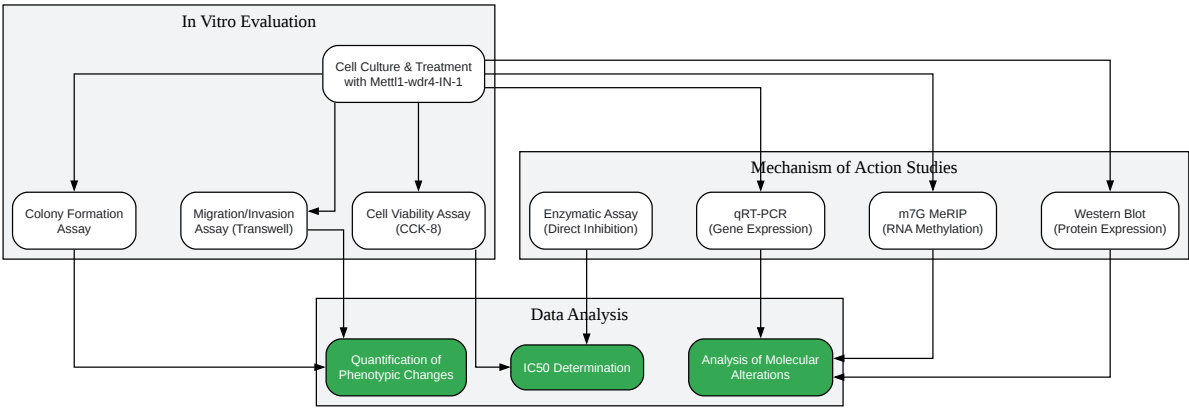 In Vitro Evaluation
Cell Culture & Treatment
with Mettl1-wdr4-IN-1
Mechanism of Action Studies
Colony Formation
Assay
Migration/Invasion
Assay (Transwell)
Cell Viability Assay
(CCK-8)
Enzymatic Assay
(Direct Inhibition)
qRT-PCR
(Gene Expression)
m7G MeRIP
(RNA Methylation)
Western Blot
(Protein Expression)
Data Analysis
Quantification of
Phenotypic Changes
IC50 Determination
Analysis of Molecular
Alterations